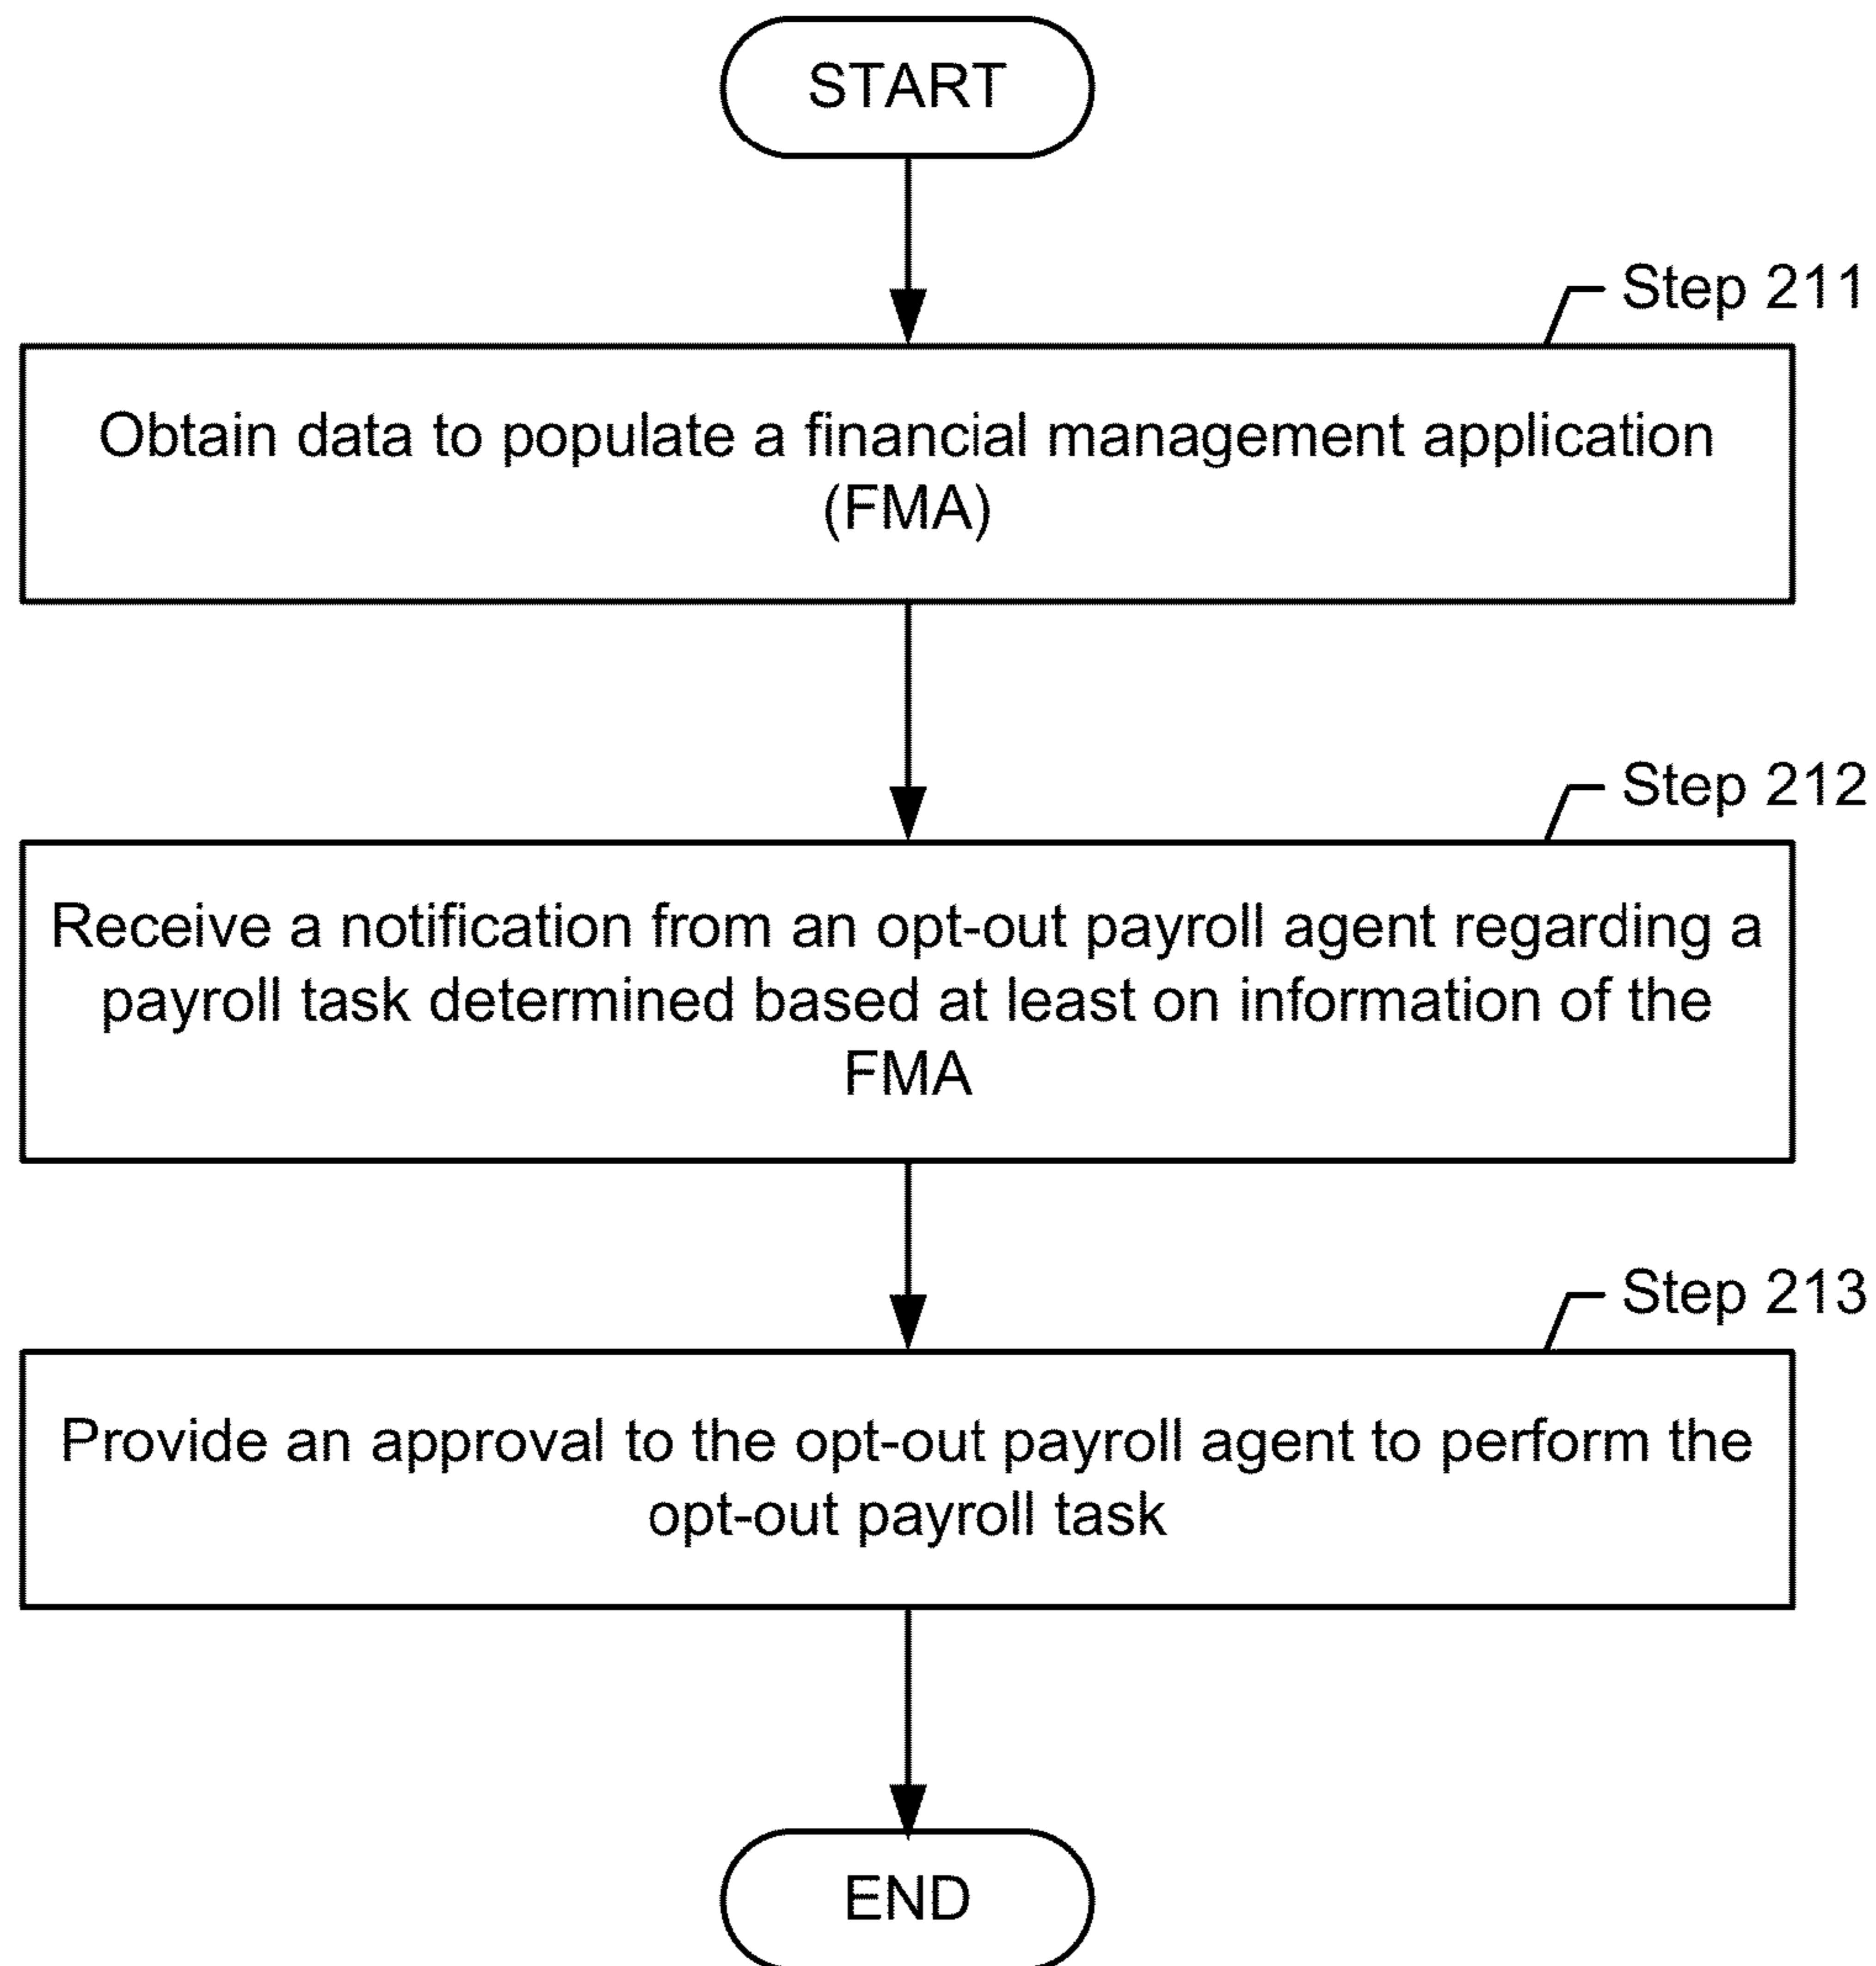 START
Step 211
Obtain data to populate a financial management application
(FMA)
Step 212
Receive a notification from an opt-out payroll agent regarding a
payroll task determined based at least on information of the
FMA
Step 213
Provide an approval to the opt-out payroll agent to perform the
opt-out payroll task
END